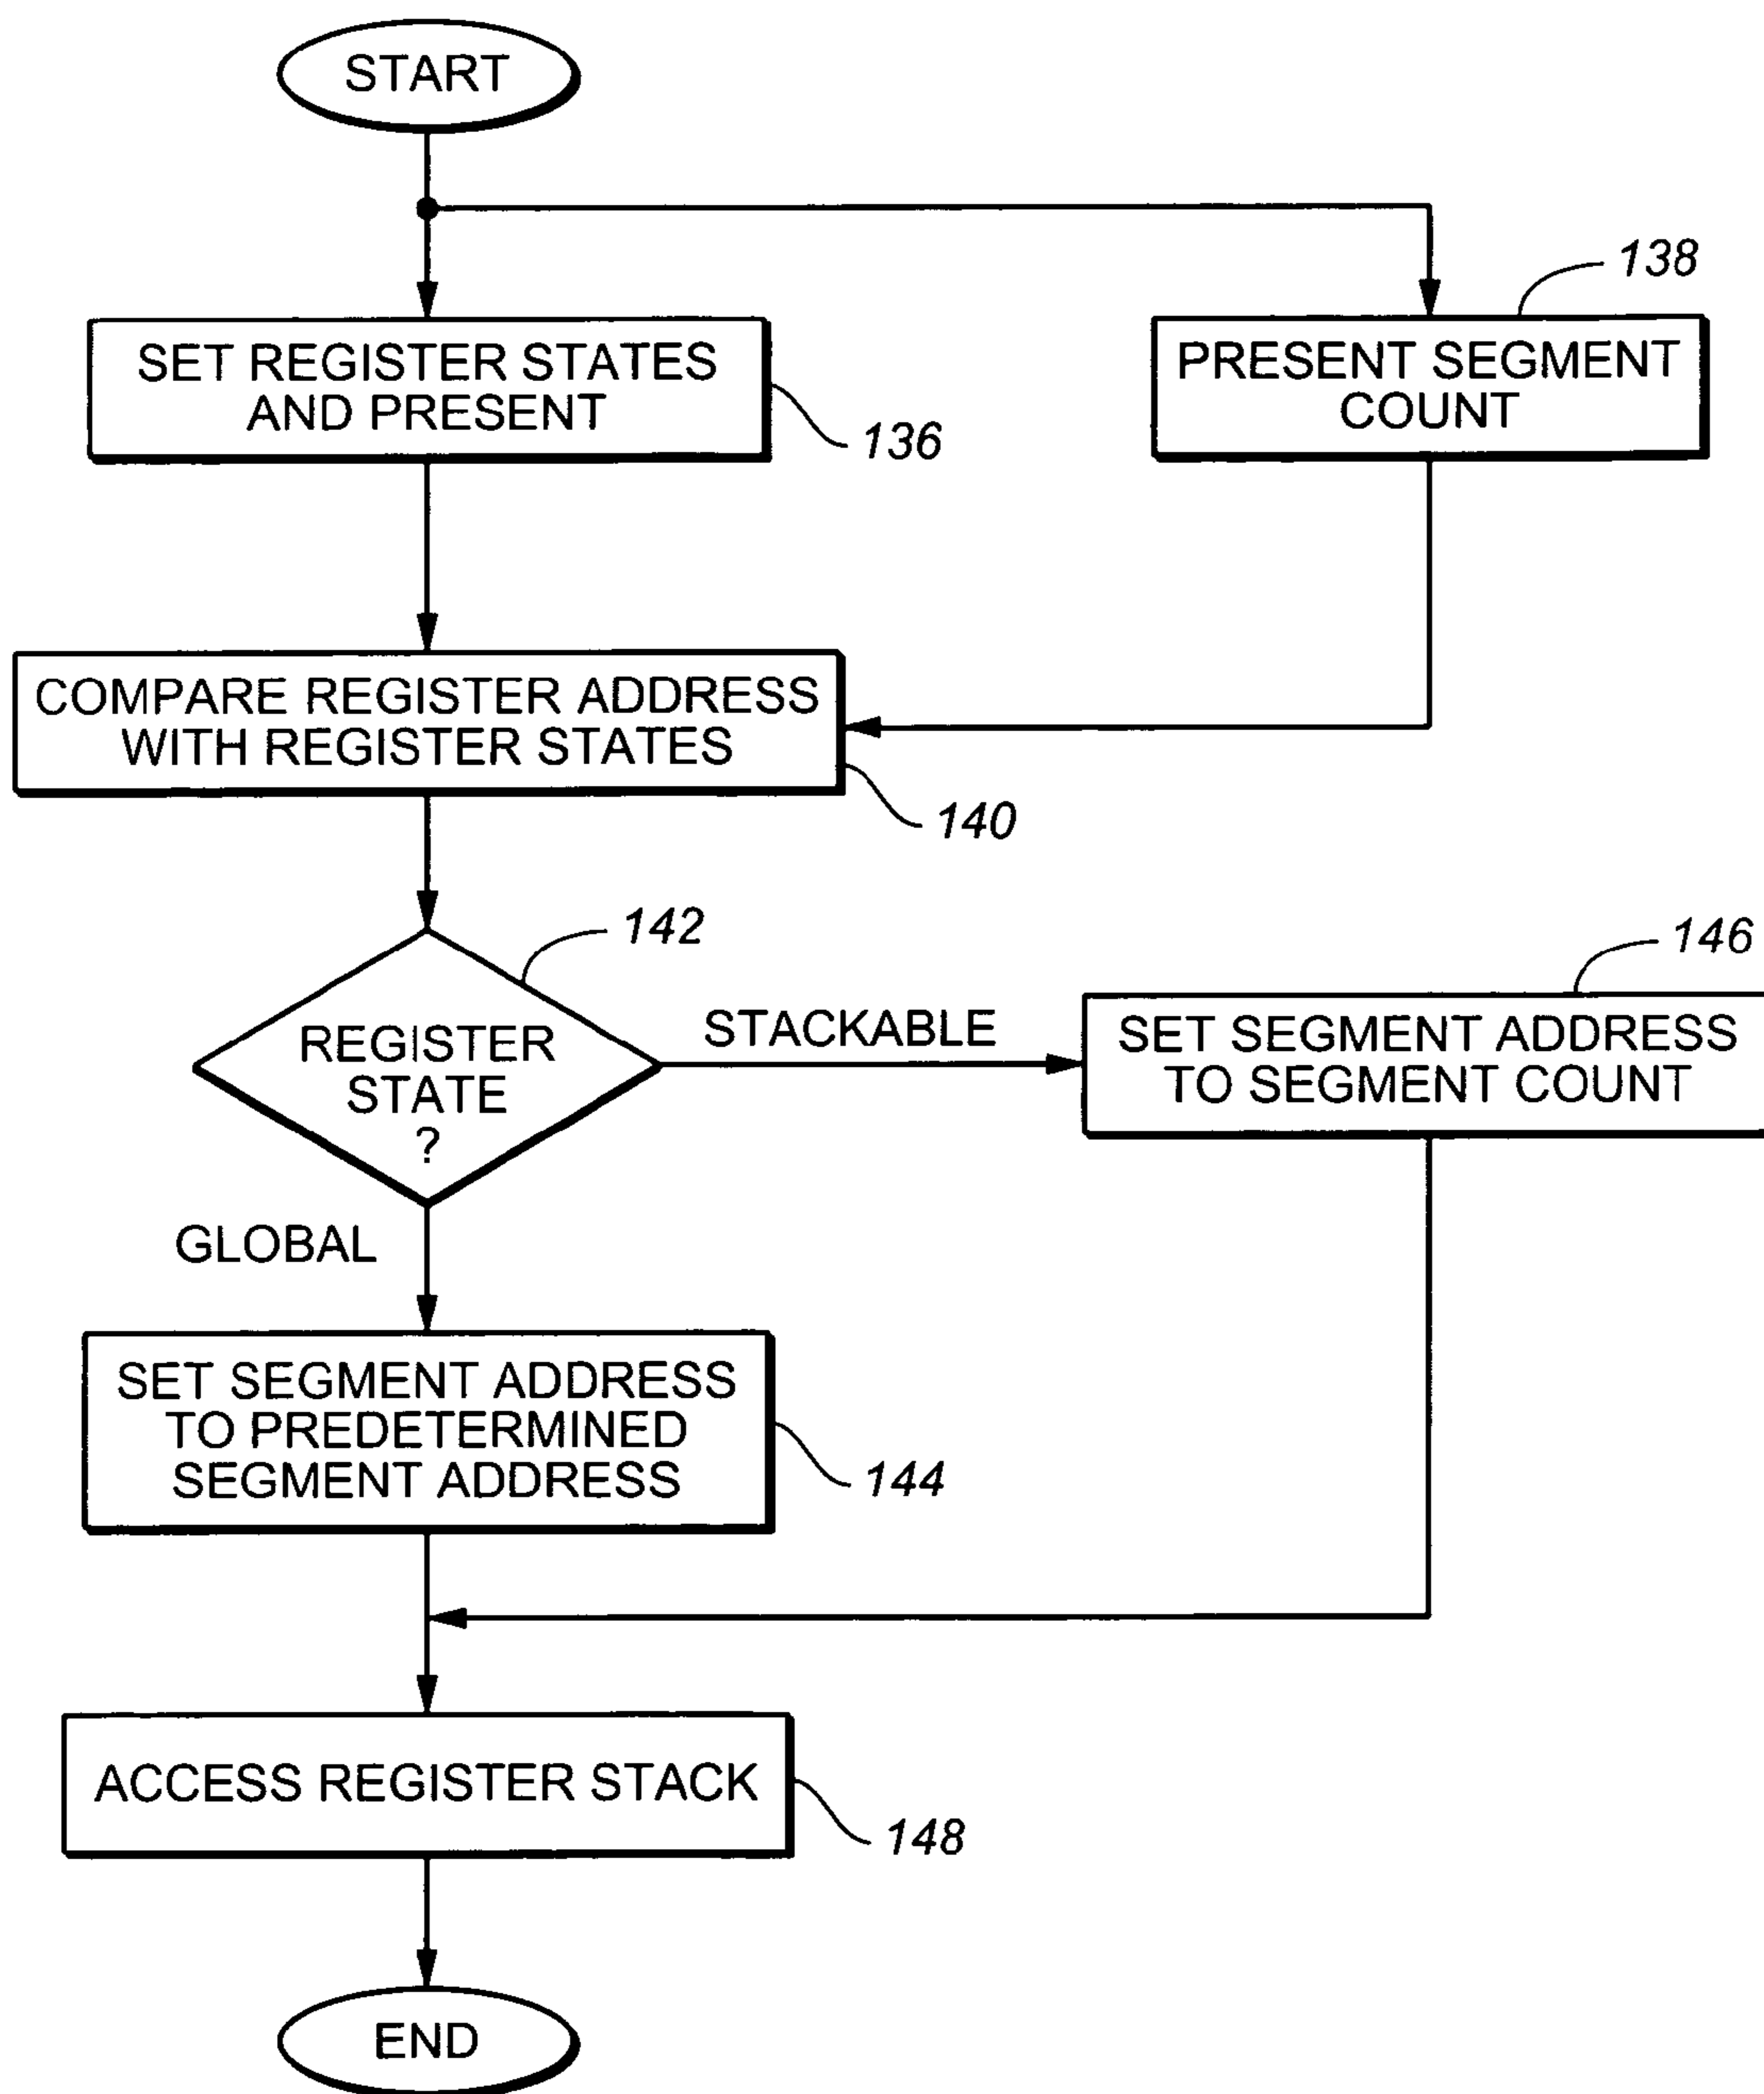 START
138
SET REGISTER STATES
AND PRESENT
136
PRESENT SEGMENT
COUNT
COMPARE REGISTER ADDRESS
WITH REGISTER STATES
140
142
REGISTER
STATE
?
STACKABLE
146
SET SEGMENT ADDRESS
TO SEGMENT COUNT
GLOBAL
SET SEGMENT ADDRESS
TO PREDETERMINED
SEGMENT ADDRESS
144
ACCESS REGISTER STACK
148
END